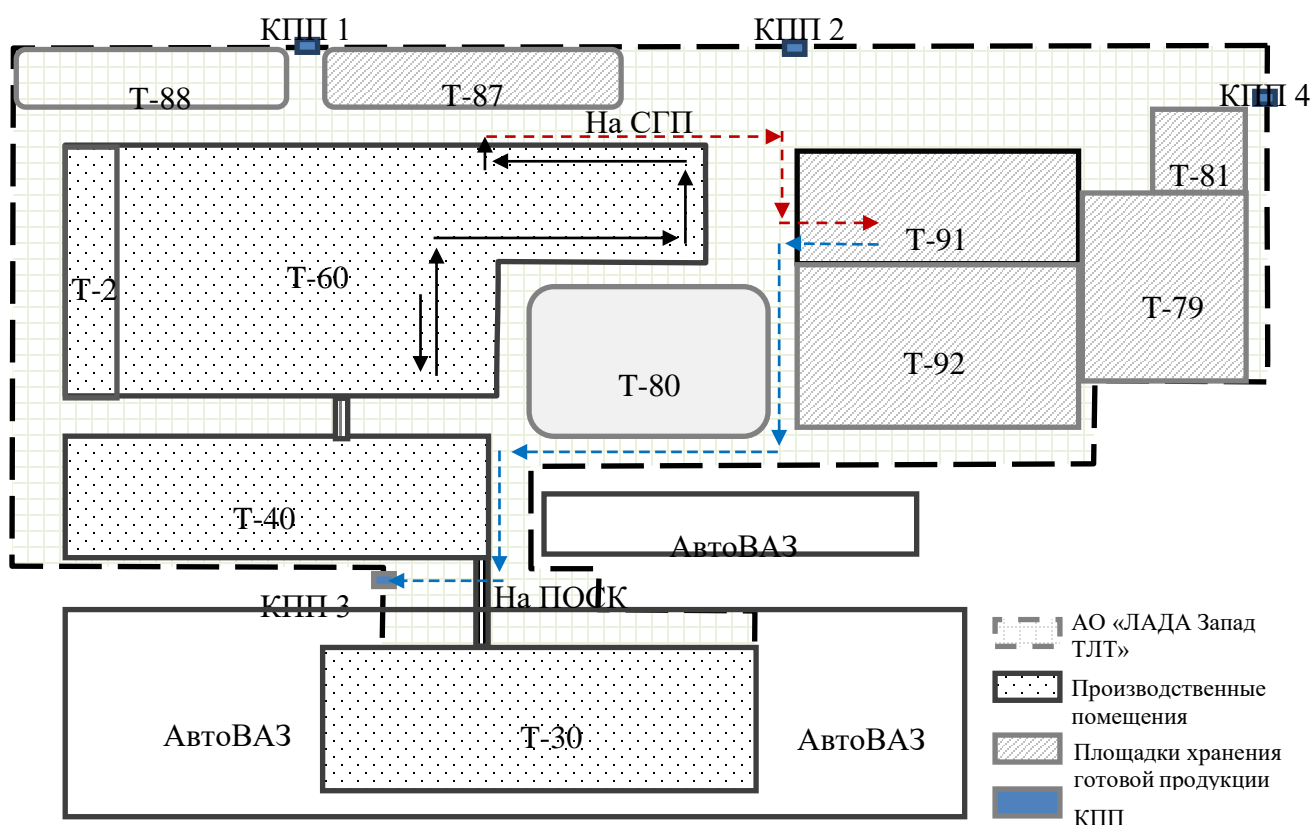 КПП 1
КПП 2
Т-88
Т-87
КПП 4
На СГП
Т-81
Т-91
Т-2
Т-60
Т-79
Т-92
Т-80
Т-40
АвтоВАЗ
КПП 3
На ПОСК
АвтоВАЗ
Т-30
АвтоВАЗ
АО «ЛАДА Запад
ТЛТ»
Производственные
помещения
Площадки хранения
готовой продукции
КПП